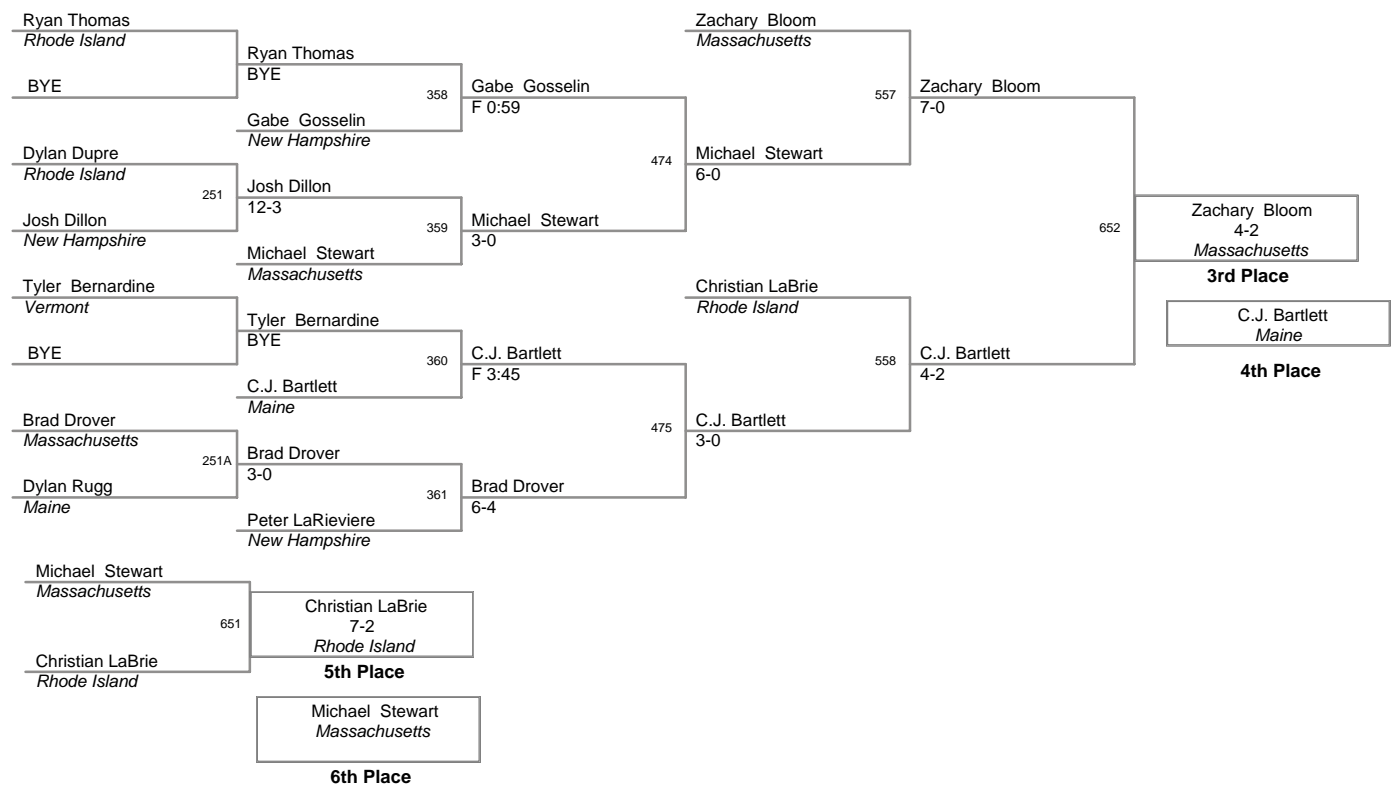 Ryan Thomas
Rhode Island
BYE
Dylan Dupre
Rhode Island
251
Josh Dillon
New Hampshire
Tyler Bernardine
Vermont
BYE
Brad Drover
Massachusetts
251A
Dylan Rugg
Maine
Ryan Thomas
BYE
358
Gabe Gosselin
New Hampshire
Josh Dillon
12-3
359
Michael Stewart
Massachusetts
Tyler Bernardine
BYE
360
C.J. Bartlett
Maine
Brad Drover
3-0
361
Peter LaRieviere
New Hampshire
Gabe Gosselin
F 0:59
474
Michael Stewart
3-0
C.J. Bartlett
F 3:45
475
Brad Drover
6-4
Zachary Bloom
Massachusetts
557
Michael Stewart
6-0
Christian LaBrie
Rhode Island
558
C.J. Bartlett
3-0
Zachary Bloom
7-0
652
C.J. Bartlett
4-2
Zachary Bloom
4-2
Massachusetts
3rd Place
C.J. Bartlett
Maine
4th Place
Michael Stewart
Massachusetts
651
Christian LaBrie
Rhode Island
Christian LaBrie
7-2
Rhode Island
5th Place
Michael Stewart
Massachusetts
6th Place